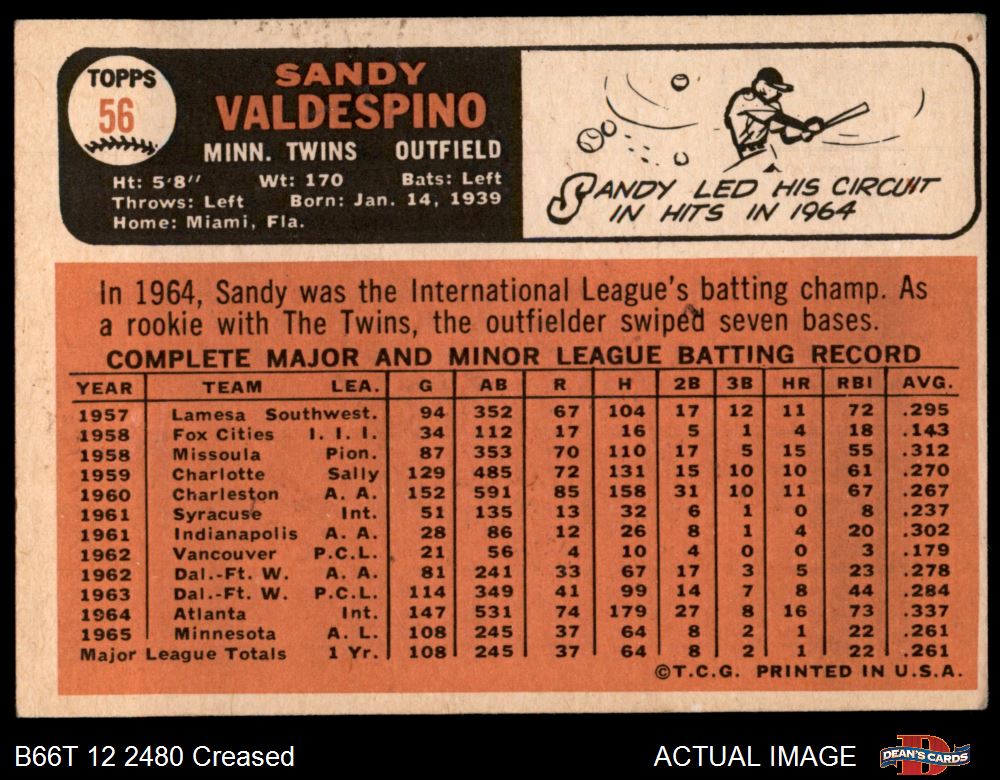 TOPPS
56
SANDY
VALDESPINO
MINN. TWINS OUTFIELD
Ht: 5'8" Wt: 170 Bats: Left
Throws: Left Born: Jan. 14, 1939
Home: Miami, Fla.
SANDY LED HIS CIRCUIT
IN HITS IN 1964
In 1964, Sandy was the International League's batting champ. As
a rookie with The Twins, the outfielder swiped seven bases.
COMPLETE MAJOR AND MINOR LEAGUE BATTING RECORD
YEAR TEAM LEA. G AB R H 2B 3B HR RBI AVG.
1957 Lamesa Southwest. 94 352 67 104 17 12 11 72 .295
1958 Fox Cities I. I. I. 34 112 17 16 5 1 4 18 .143
1958 Missoula Pion. 87 353 70 110 17 5 15 55 .312
1959 Charlotte Sally 129 485 72 131 15 10 10 61 .270
1960 Charleston A. A. 152 591 85 158 31 10 11 67 .267
1961 Syracuse Int. 51 135 13 32 6 1 0 8 .237
1961 Indianapolis A. A. 28 86 12 26 8 1 4 20 .302
1962 Vancouver P.C.L. 21 56 4 10 4 0 0 3 .179
1962 Dal.-Ft. W. A. A. 81 241 33 67 17 3 5 23 .278
1963 Dal.-Ft. W. P.C.L. 114 349 41 99 14 7 8 44 .284
1964 Atlanta Int. 147 531 74 179 27 8 16 73 .337
1965 Minnesota A. L. 108 245 37 64 8 2 1 22 .261
Major League Totals 1 Yr. 108 245 37 64 8 2 1 22 .261
©T.C.G. PRINTED IN U.S.A.
B66T 12 2480 Creased ACTUAL IMAGE DEAN'S CARDS